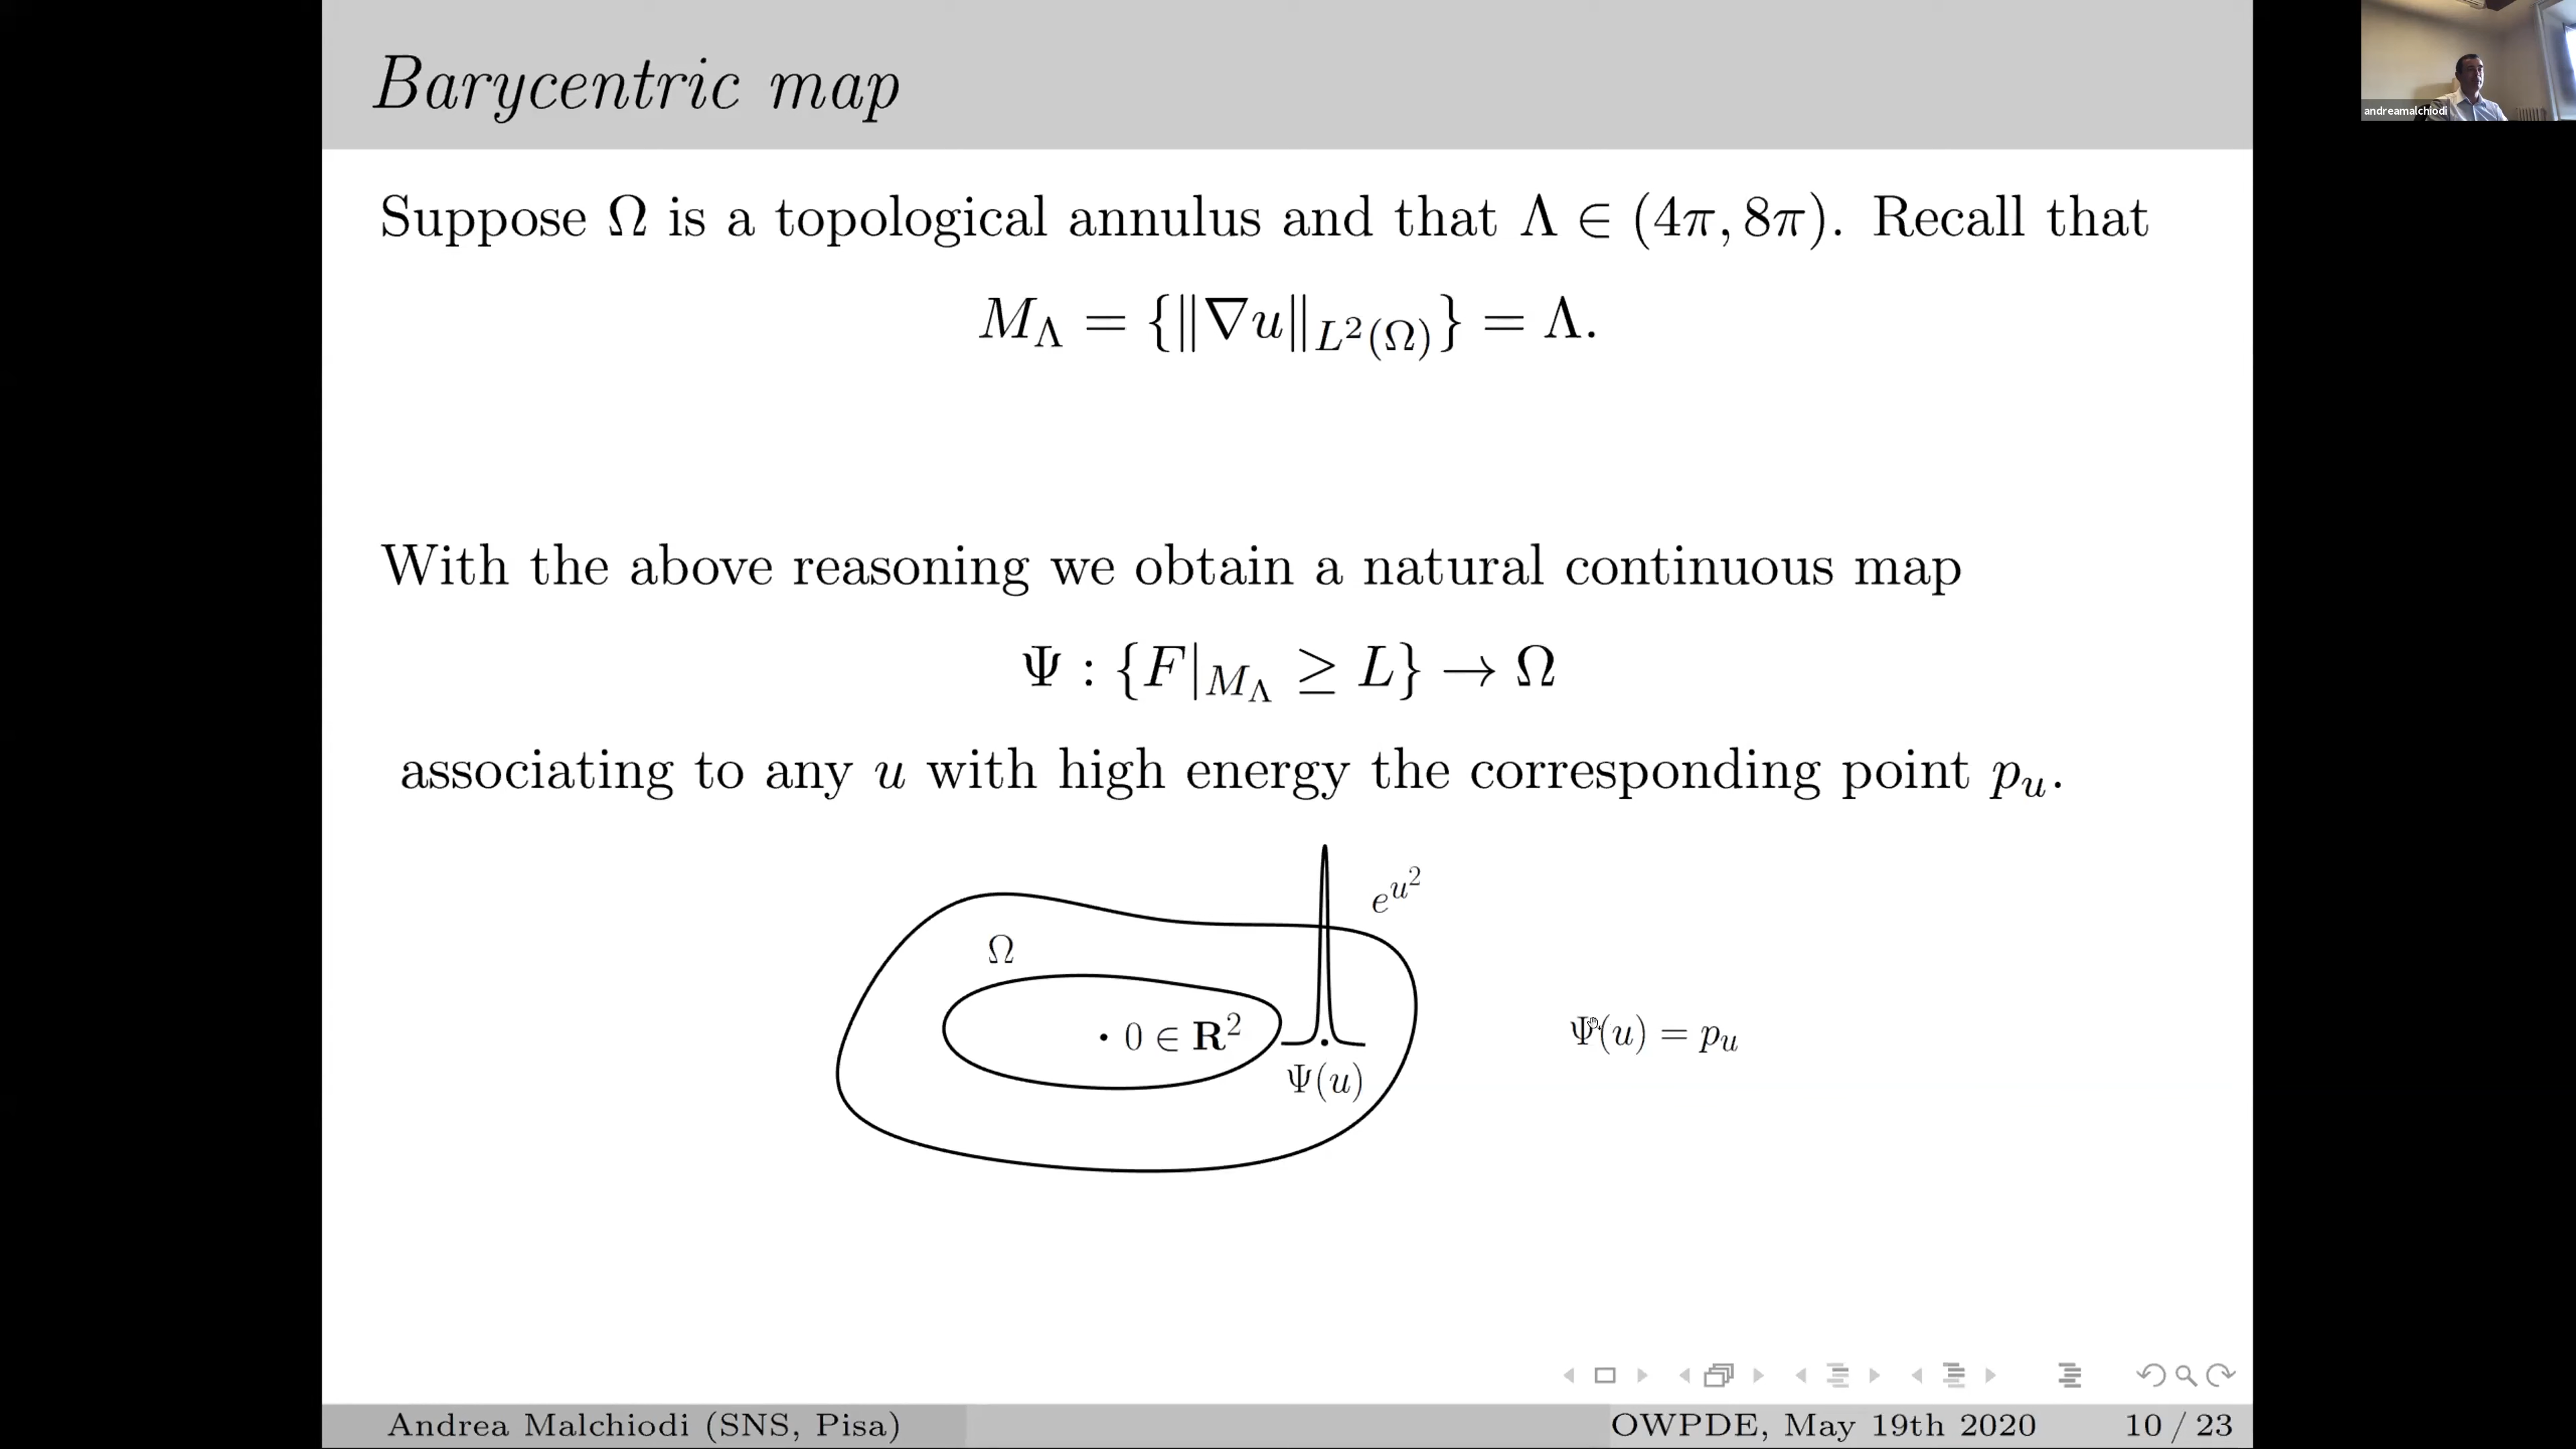 Barycentric map
andreamalchiodi
Suppose Ω is a topological annulus and that Λ ∈ (4π, 8π). Recall that
M_Λ = {‖∇u‖_{L²(Ω)}} = Λ.
With the above reasoning we obtain a natural continuous map
Ψ : {F|_{M_Λ} ≥ L} → Ω
associating to any u with high energy the corresponding point p_u.
e^{u²}
Ω
· 0 ∈ R²
Ψ(u)
Ψ(u) = p_u
Andrea Malchiodi (SNS, Pisa) OWPDE, May 19th 2020 10 / 23